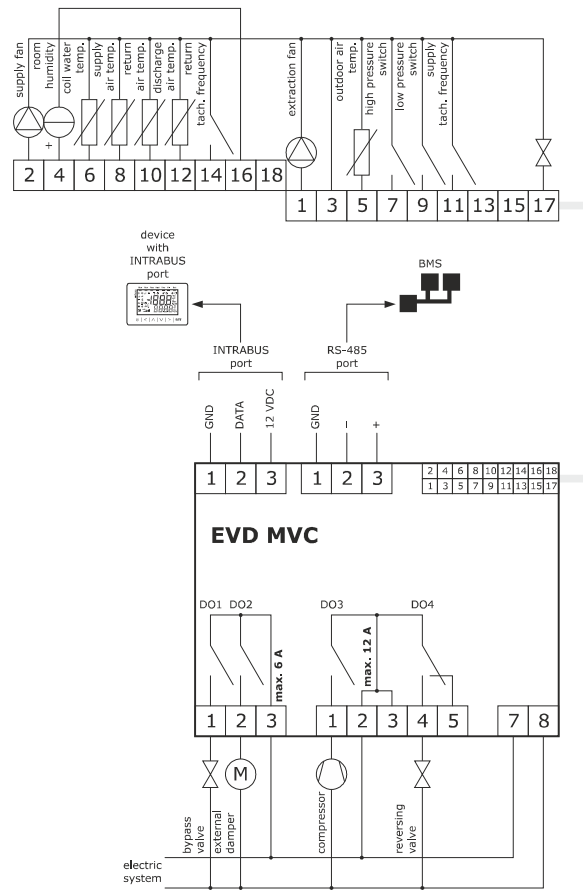 supply fan
room
humidity
coil water
temp.
supply
air temp.
return
air temp.
discharge
air temp.
return
tach. frequency
extraction fan
outdoor air
temp.
high pressure
switch
low pressure
switch
supply
tach. frequency
+
2 4 6 8 10 12 14 16 18
1 3 5 7 9 11 13 15 17
device
with
INTRABUS
port
BMS
INTRABUS
port
RS-485
port
GND
DATA
12 VDC
GND
–
+
1 2 3
1 2 3
2 4 6 8 10 12 14 16 18
1 3 5 7 9 11 13 15 17
EVD MVC
DO1 DO2
DO3
DO4
max. 6 A
max. 12 A
1 2 3
1 2 3 4 5
7 8
M
bypass
valve
external
damper
compressor
reversing
valve
electric
system